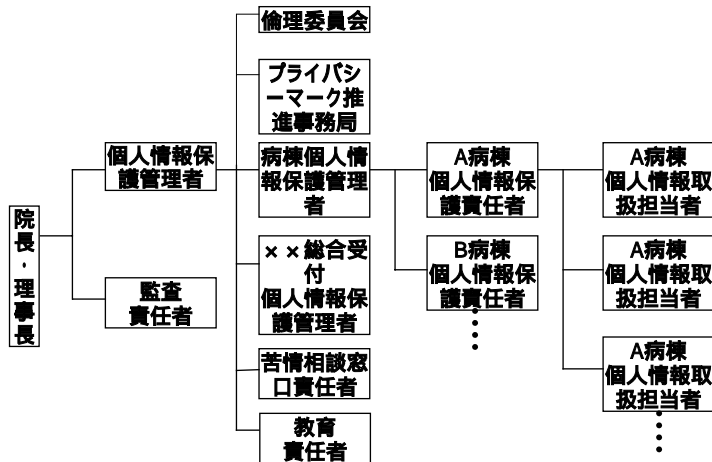 倫理委員会
プライバシ
ーマーク推
進事務局
個人情報保
護管理者
病棟個人情
報保護管理
者
A病棟
個人情報保
護責任者
A病棟
個人情報取
扱担当者
院長・理事長
××総合受
付
個人情報保
護管理者
B病棟
個人情報保
護責任者
A病棟
個人情報取
扱担当者
監査
責任者
苦情相談窓
口責任者
A病棟
個人情報取
扱担当者
教育
責任者